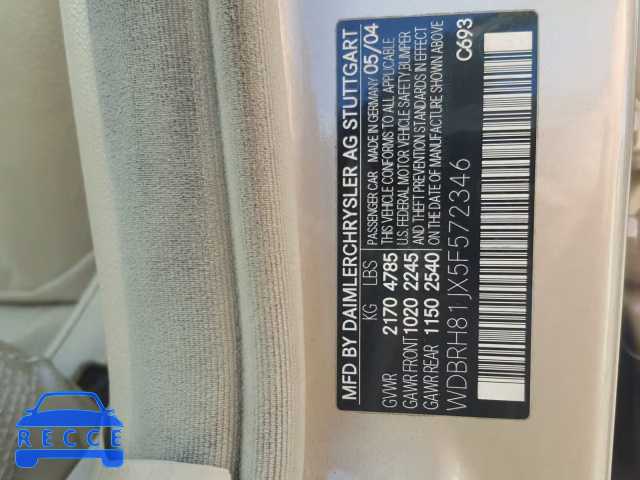 MFD BY DAIMLERCHRYSLER AG STUTTGART
KG LBS PASSENGER CAR MADE IN GERMANY 05/04
GVWR 2170 4785 THIS VEHICLE CONFORMS TO ALL APPLICABLE
GAWR FRONT 1020 2245 U.S. FEDERAL MOTOR VEHICLE SAFETY, BUMPER
GAWR REAR 1150 2540 AND THEFT PREVENTION STANDARDS IN EFFECT
ON THE DATE OF MANUFACTURE SHOWN ABOVE
WDBRH81JX5F572346 C693
RECCE